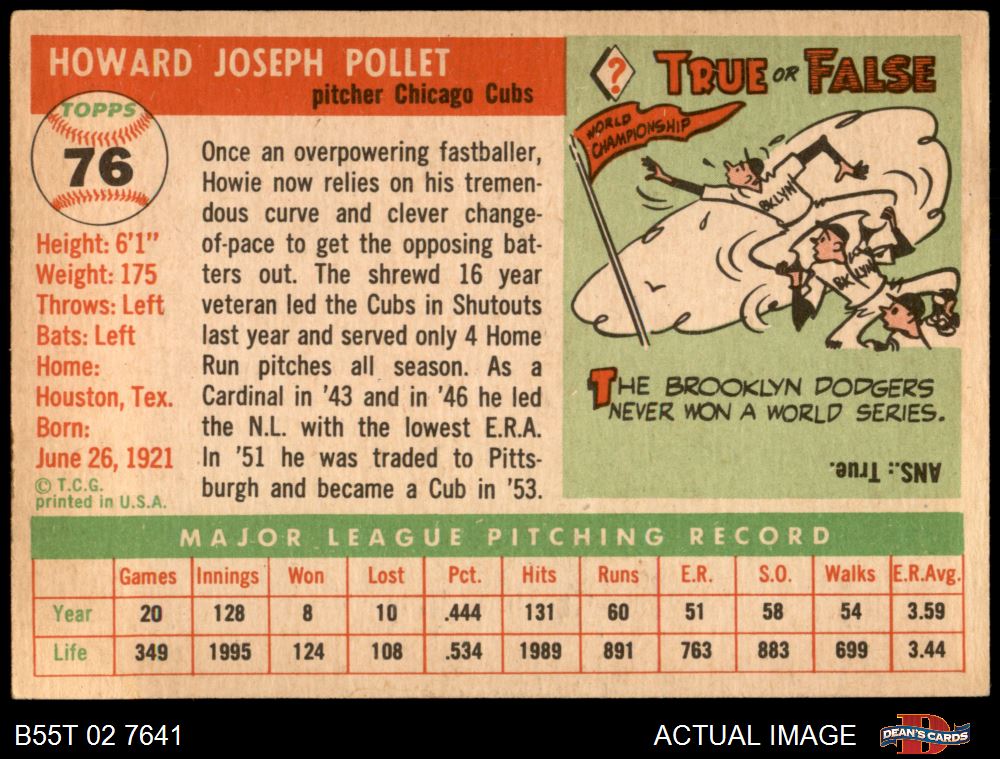 HOWARD JOSEPH POLLET
pitcher Chicago Cubs
TOPPS
76
Height: 6'1"
Weight: 175
Throws: Left
Bats: Left
Home:
Houston, Tex.
Born:
June 26, 1921
© T.C.G.
printed in U.S.A.
Once an overpowering fastballer,
Howie now relies on his tremen-
dous curve and clever change-
of-pace to get the opposing bat-
ters out. The shrewd 16 year
veteran led the Cubs in Shutouts
last year and served only 4 Home
Run pitches all season. As a
Cardinal in '43 and in '46 he led
the N.L. with the lowest E.R.A.
In '51 he was traded to Pitts-
burgh and became a Cub in '53.
?
TRUE OR FALSE
WORLD
CHAMPIONSHIP
BKLYN
BKLYN
THE BROOKLYN DODGERS
NEVER WON A WORLD SERIES.
ANS.: True.
MAJOR LEAGUE PITCHING RECORD
Games Innings Won Lost Pct. Hits Runs E.R. S.O. Walks E.R.Avg.
Year 20 128 8 10 .444 131 60 51 58 54 3.59
Life 349 1995 124 108 .534 1989 891 763 883 699 3.44
B55T 02 7641
ACTUAL IMAGE
DEAN'S CARDS